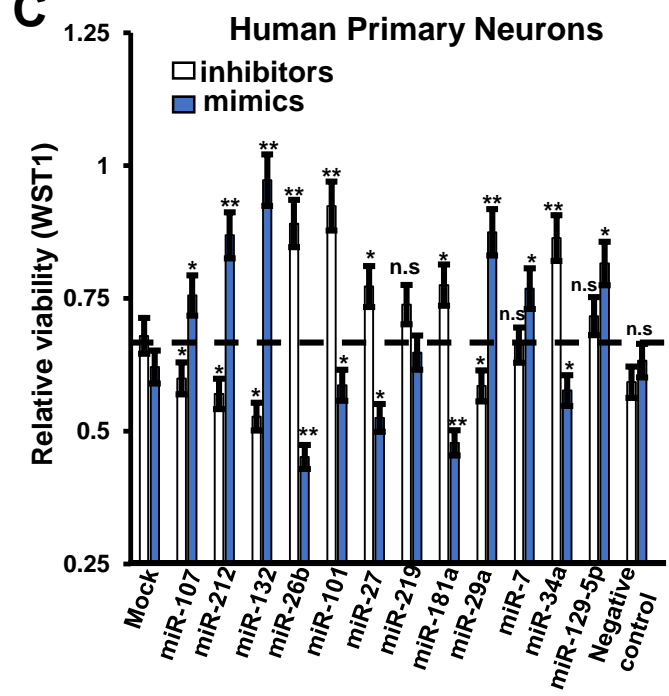 C
Human Primary Neurons
inhibitors
mimics
Relative viability (WST1)
1.25
1
0.75
0.5
0.25
*
*
*
**
*
**
**
**
**
*
*
*
n.s
*
**
*
**
n.s
*
**
*
n.s
*
n.s
Mock
miR-107
miR-212
miR-132
miR-26b
miR-101
miR-27
miR-219
miR-181a
miR-29a
miR-7
miR-34a
miR-129-5p
Negative
control